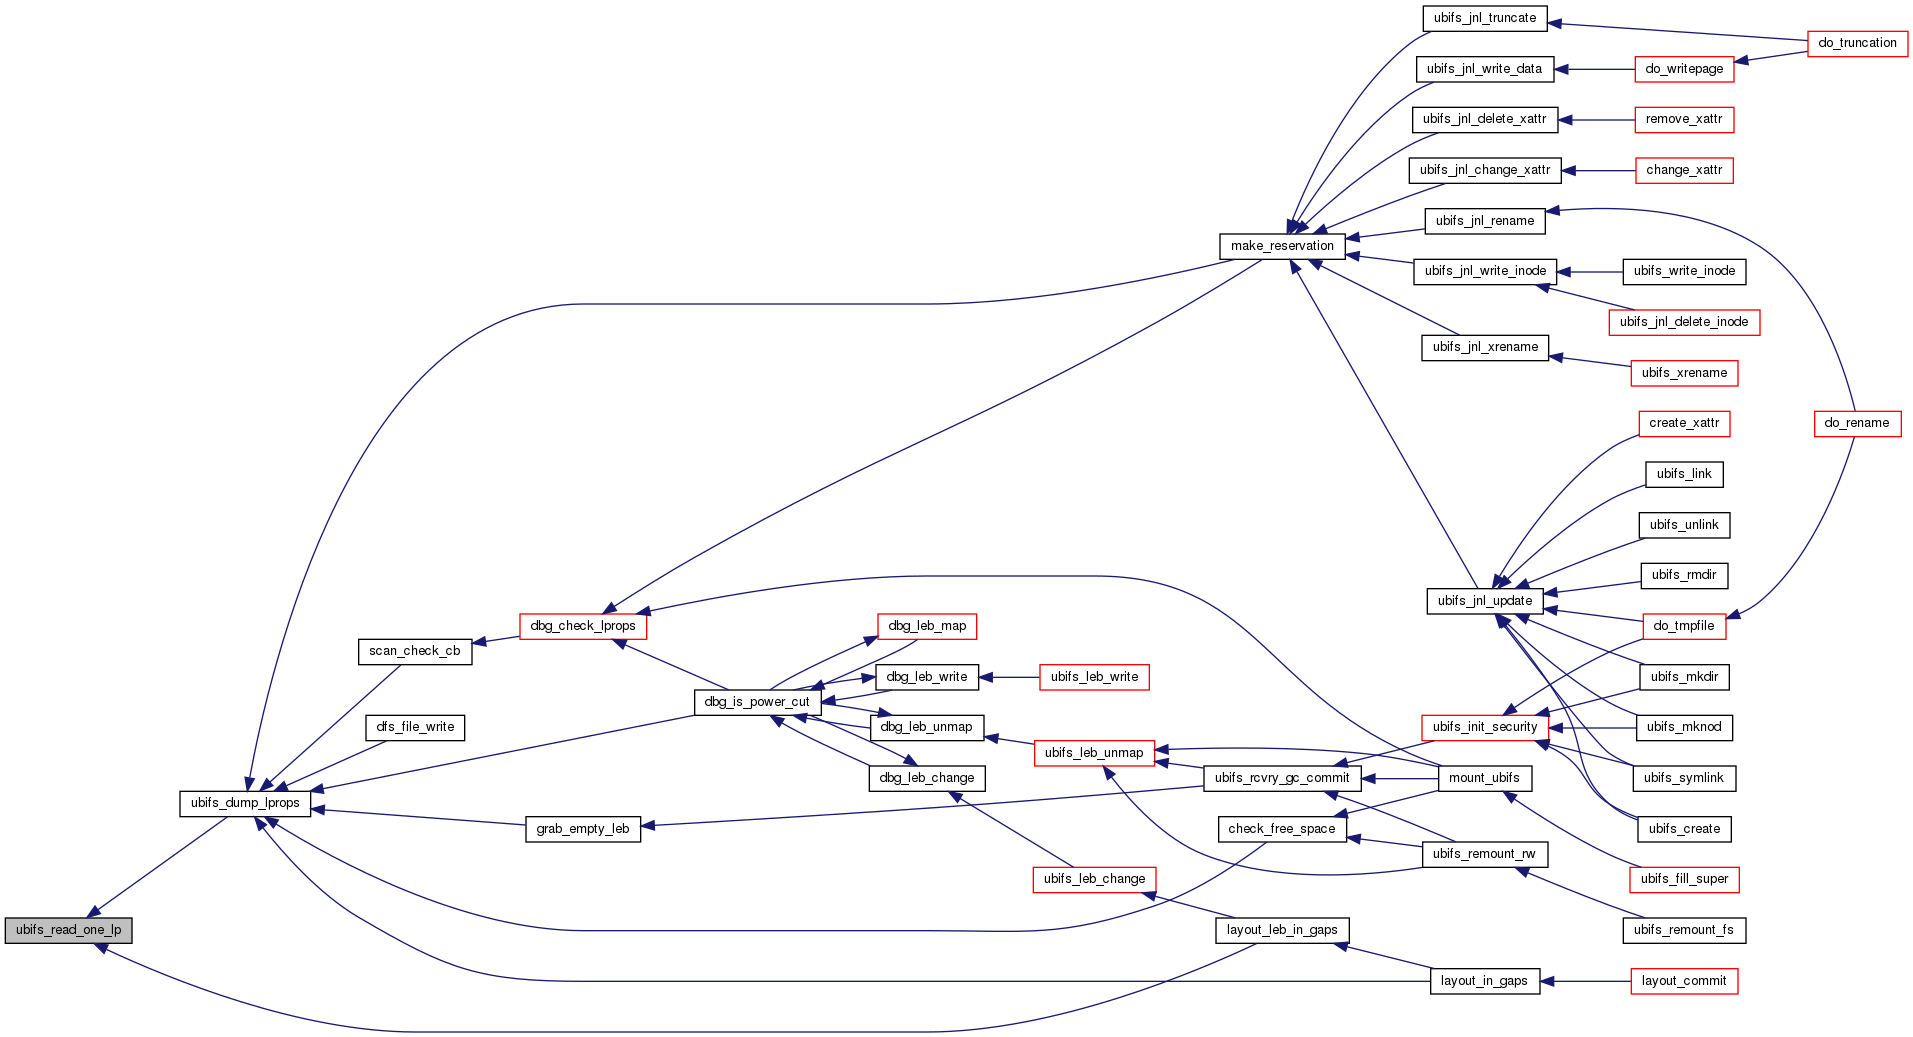 ubifs_jnl_truncate
do_truncation
ubifs_jnl_write_data
do_writepage
ubifs_jnl_delete_xattr
remove_xattr
ubifs_jnl_change_xattr
change_xattr
ubifs_jnl_rename
make_reservation
ubifs_jnl_write_inode
ubifs_write_inode
ubifs_jnl_delete_inode
ubifs_jnl_xrename
ubifs_xrename
create_xattr
do_rename
ubifs_link
ubifs_unlink
ubifs_rmdir
ubifs_jnl_update
dbg_check_lprops
dbg_leb_map
do_tmpfile
scan_check_cb
dbg_leb_write
ubifs_leb_write
ubifs_mkdir
dbg_is_power_cut
dfs_file_write
dbg_leb_unmap
ubifs_init_security
ubifs_mknod
ubifs_leb_unmap
dbg_leb_change
ubifs_rcvry_gc_commit
mount_ubifs
ubifs_symlink
ubifs_dump_lprops
grab_empty_leb
check_free_space
ubifs_create
ubifs_remount_rw
ubifs_leb_change
ubifs_fill_super
ubifs_read_one_lp
layout_leb_in_gaps
ubifs_remount_fs
layout_in_gaps
layout_commit